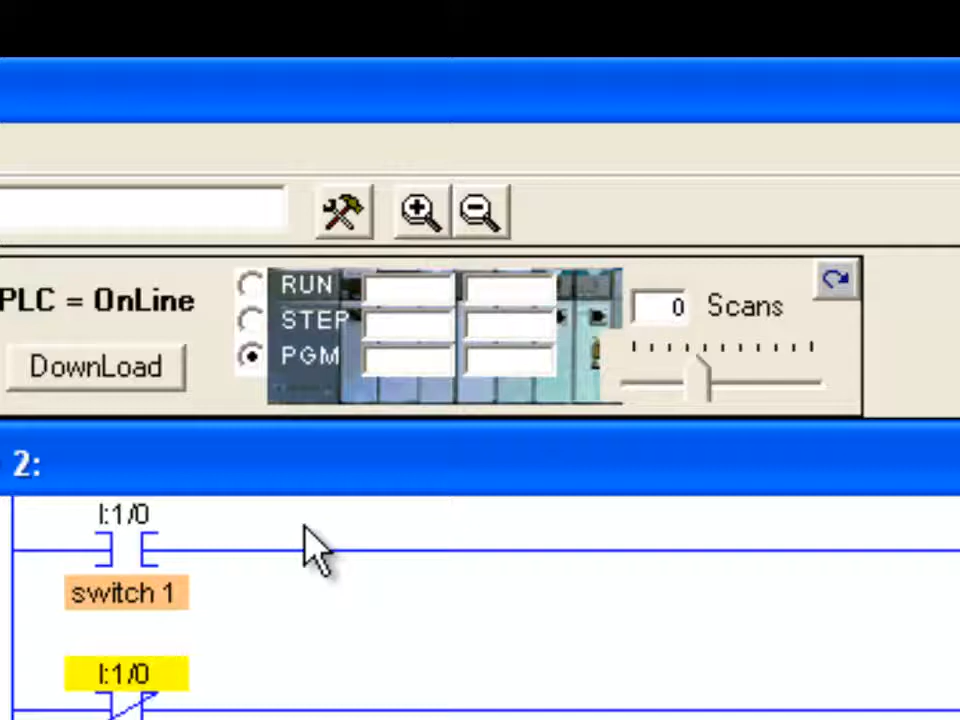 PLC = OnLine
DownLoad
RUN
STEP
PGM
0 Scans
2:
I:1/0
switch 1
I:1/0